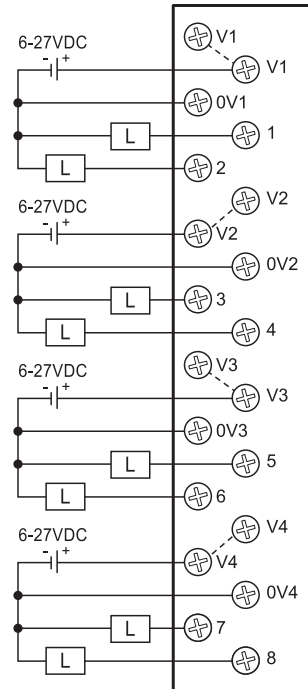 6-27VDC
V1
- +
V1
0V1
L
1
L
2
6-27VDC
V2
- +
V2
0V2
L
3
L
4
6-27VDC
V3
- +
V3
0V3
L
5
L
6
6-27VDC
V4
- +
V4
0V4
L
7
L
8